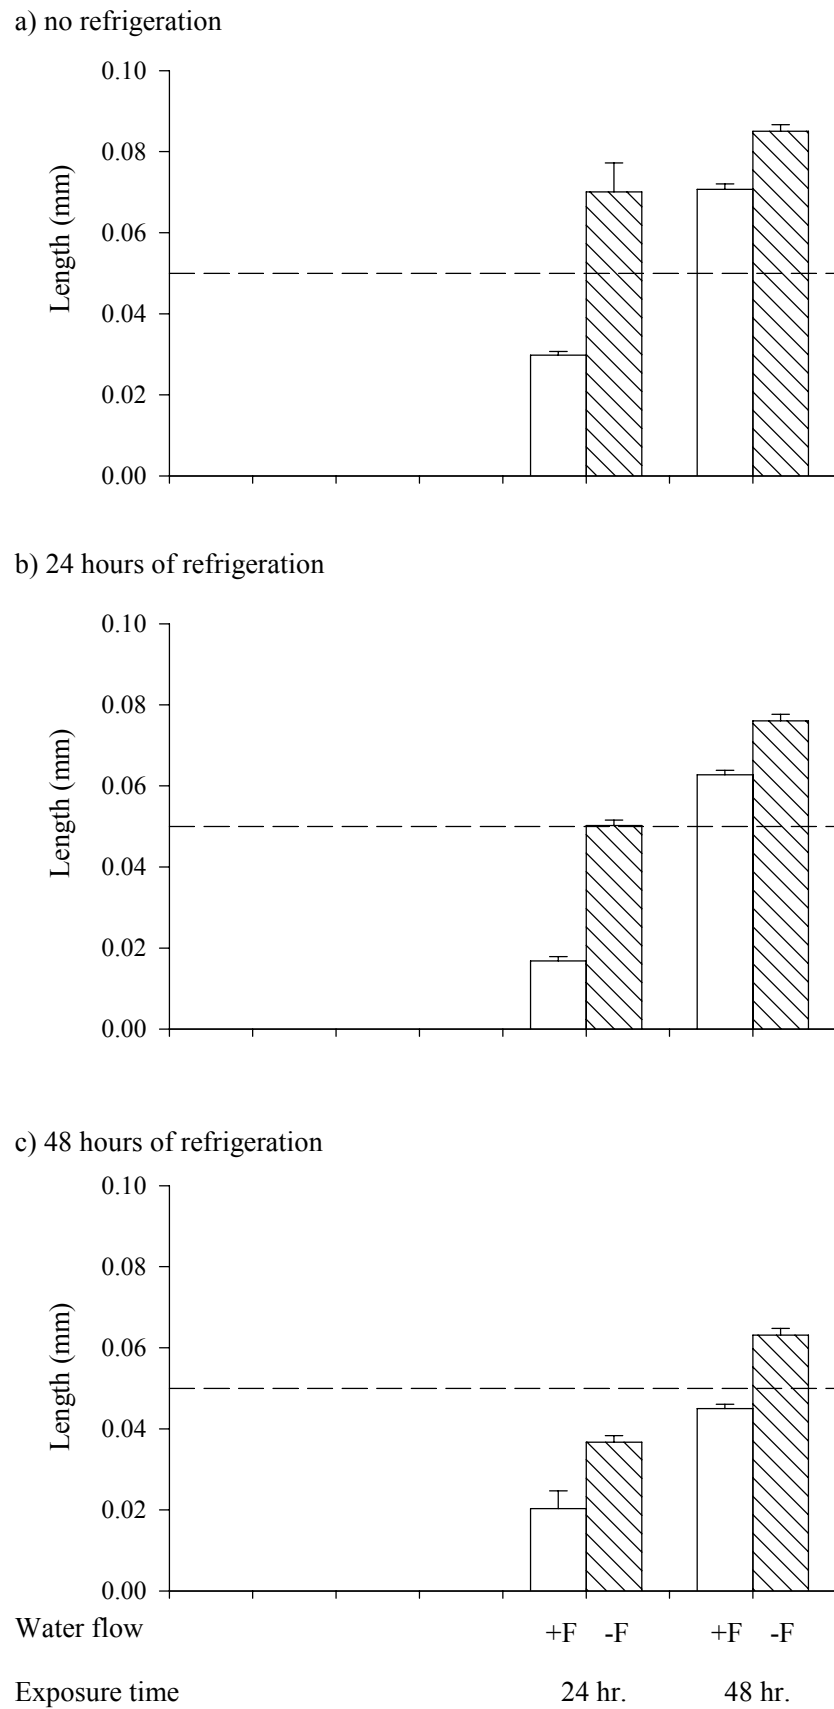 a) no refrigeration
0.10
0.08
0.06
0.04
0.02
0.00
Length (mm)
b) 24 hours of refrigeration
0.10
0.08
0.06
0.04
0.02
0.00
Length (mm)
c) 48 hours of refrigeration
0.10
0.08
0.06
0.04
0.02
0.00
Length (mm)
Water flow +F -F +F -F
Exposure time 24 hr. 48 hr.